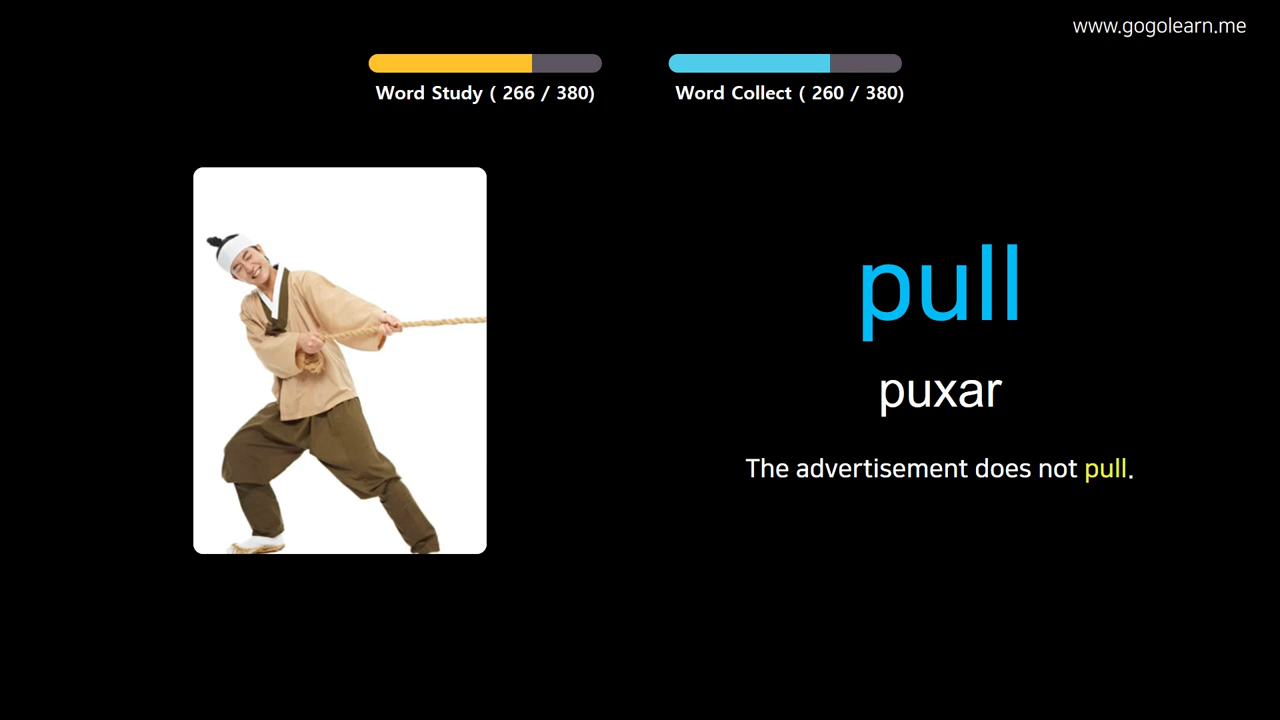 www.gogolearn.me
Word Study ( 266 / 380)
Word Collect ( 260 / 380)
pull
puxar
The advertisement does not pull.